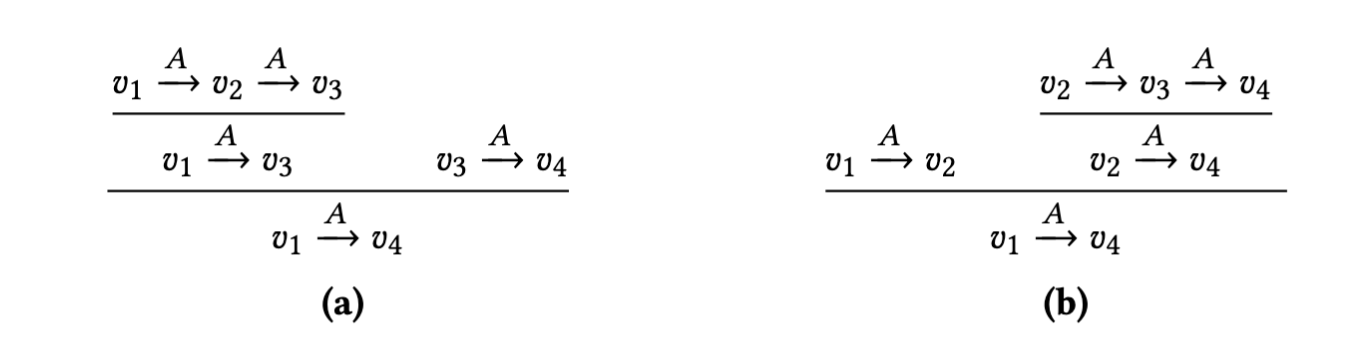 v₁ —A→ v₂ —A→ v₃
v₁ —A→ v₃ v₃ —A→ v₄
v₁ —A→ v₄
(a)
v₂ —A→ v₃ —A→ v₄
v₁ —A→ v₂ v₂ —A→ v₄
v₁ —A→ v₄
(b)